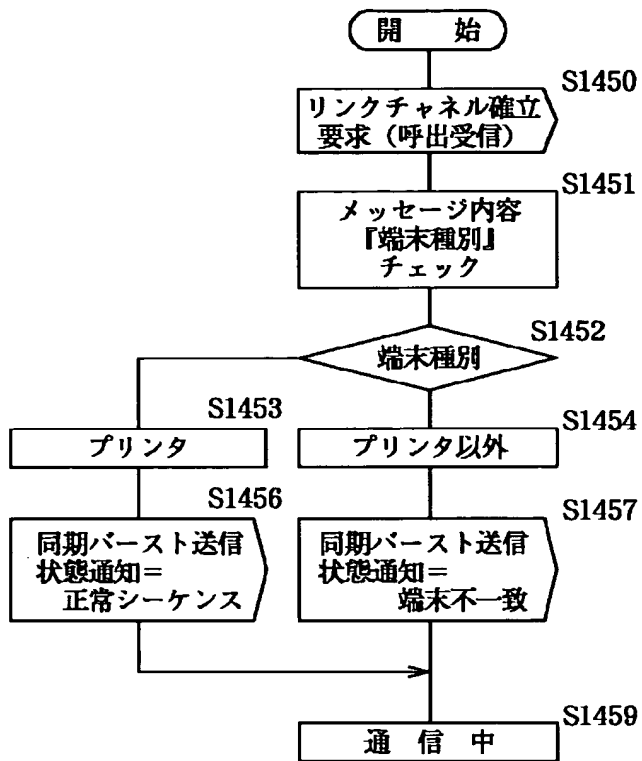 開 始
S1450
リンクチャネル確立
要求（呼出受信）
S1451
メッセージ内容
『端末種別』
チェック
S1452
端末種別
S1453
プリンタ
S1454
プリンタ以外
S1456
同期バースト送信
状態通知＝
正常シーケンス
S1457
同期バースト送信
状態通知＝
端末不一致
S1459
通 信 中